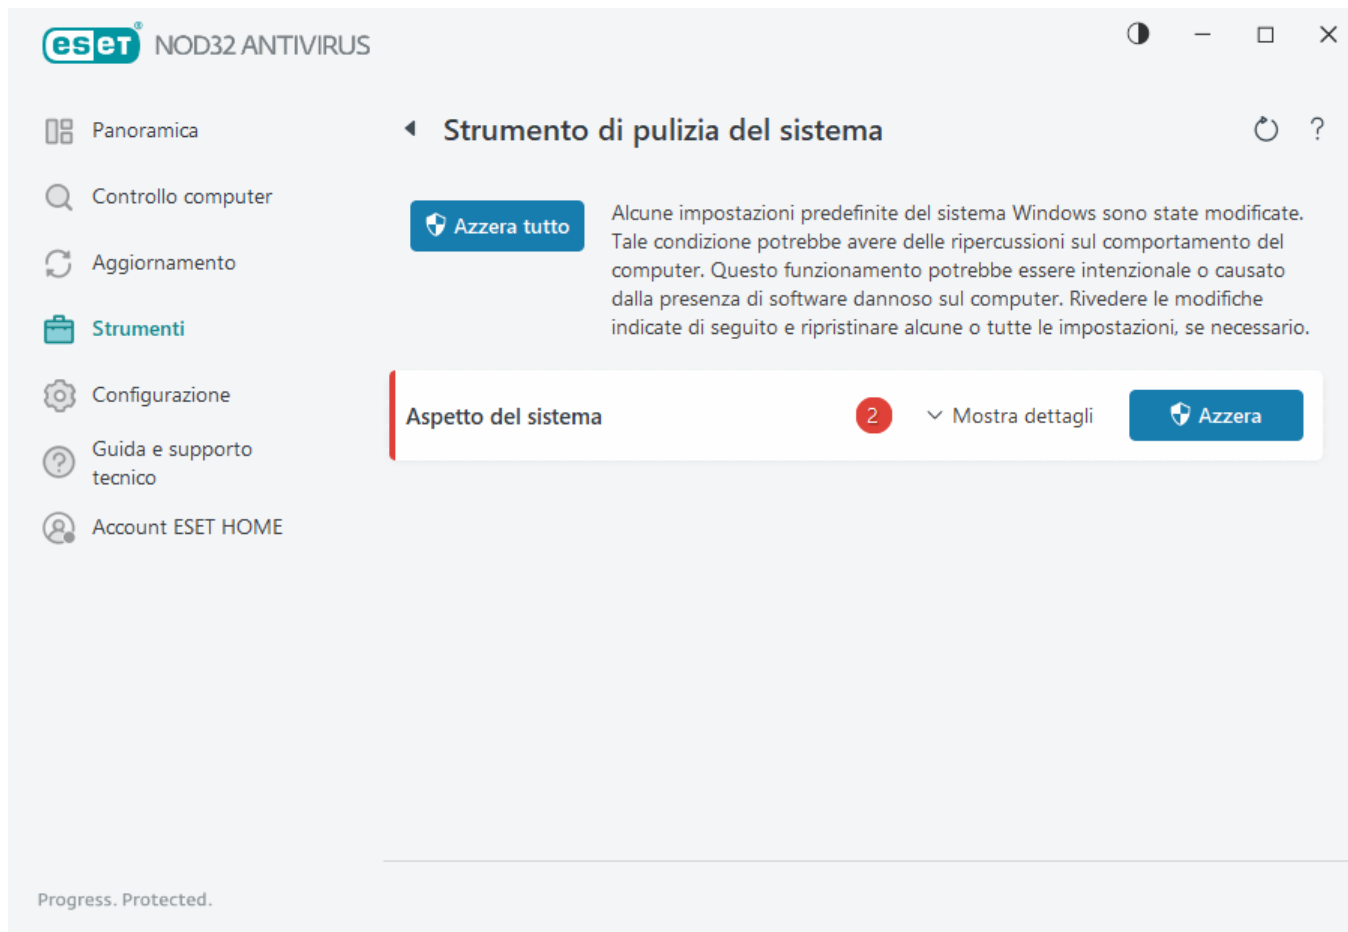 eset® NOD32 ANTIVIRUS
Panoramica
Controllo computer
Aggiornamento
Strumenti
Configurazione
Guida e supporto
tecnico
Account ESET HOME
Strumento di pulizia del sistema
?
Azzera tutto
Alcune impostazioni predefinite del sistema Windows sono state modificate.
Tale condizione potrebbe avere delle ripercussioni sul comportamento del
computer. Questo funzionamento potrebbe essere intenzionale o causato
dalla presenza di software dannoso sul computer. Rivedere le modifiche
indicate di seguito e ripristinare alcune o tutte le impostazioni, se necessario.
Aspetto del sistema 2 Mostra dettagli Azzera
Progress. Protected.